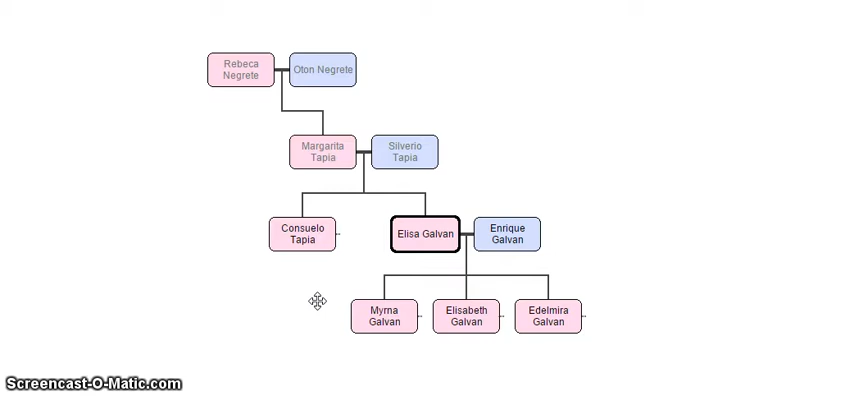 Rebeca
Negrete
Oton Negrete
Margarita
Tapia
Silverio
Tapia
Consuelo
Tapia
Elisa Galvan
Enrique
Galvan
Myrna
Galvan
Elisabeth
Galvan
Edelmira
Galvan
Screencast-O-Matic.com